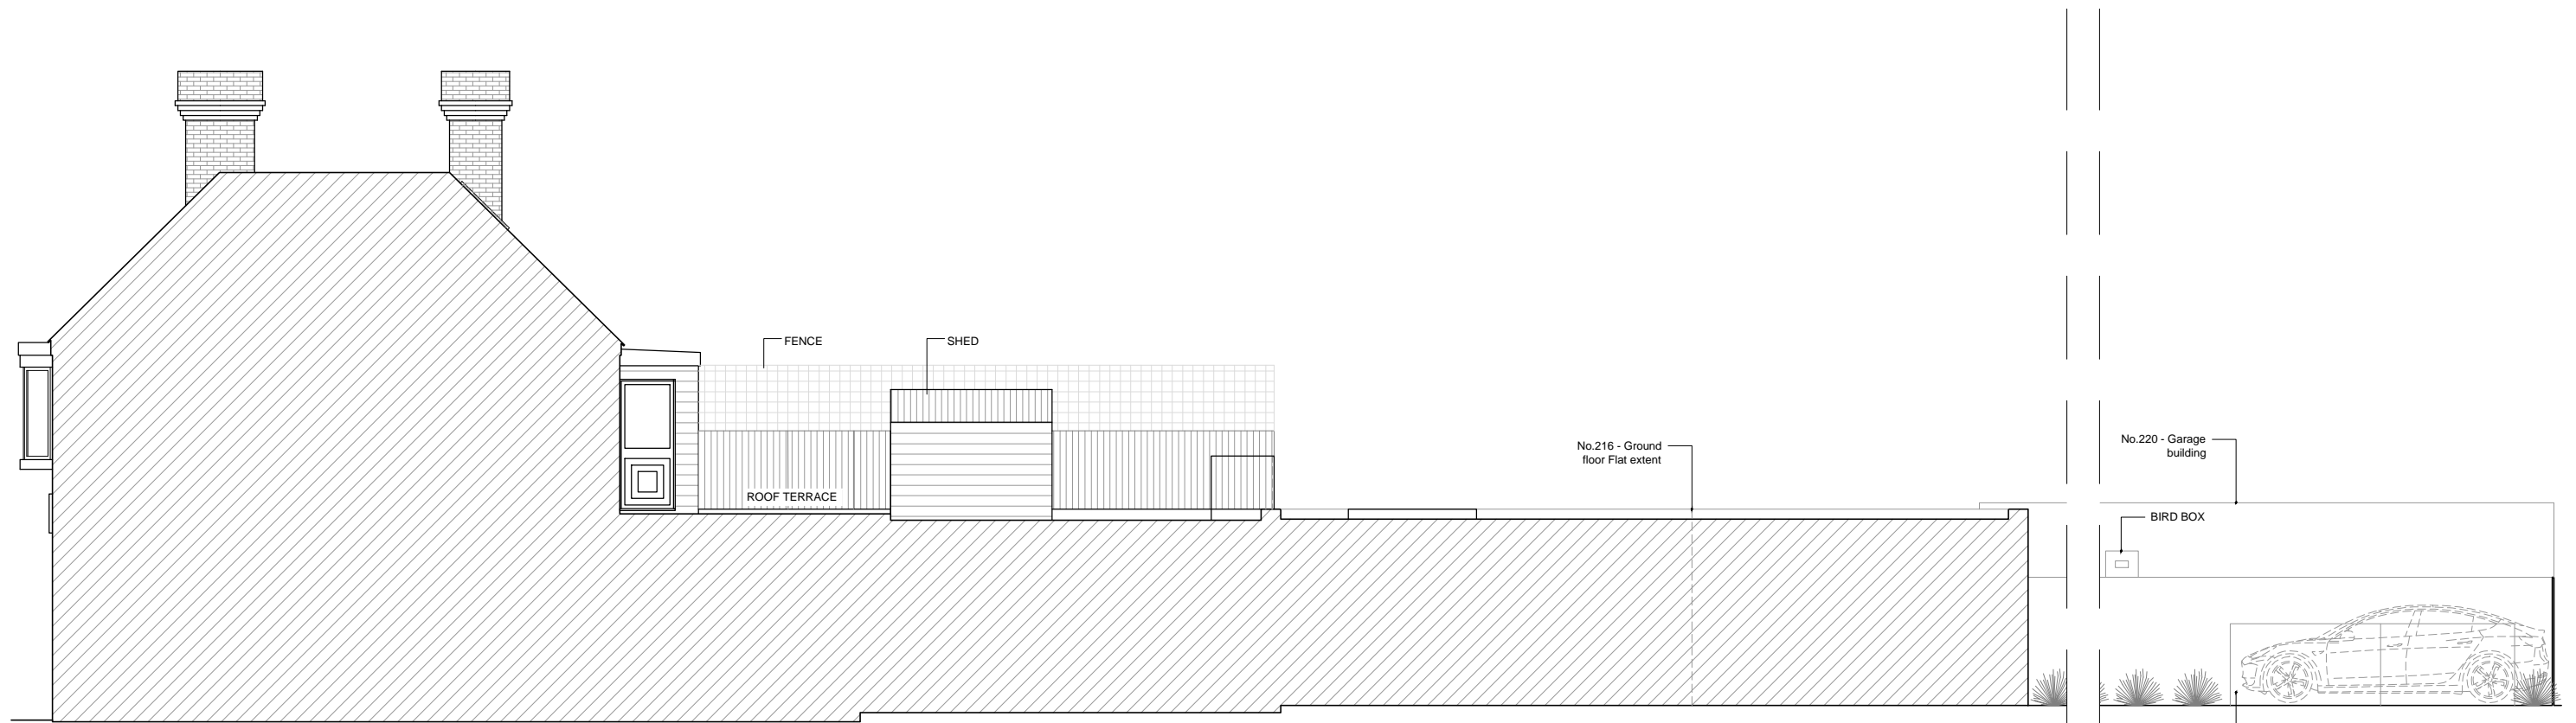 FENCE
SHED
ROOF TERRACE
No.216 - Ground
floor Flat extent
No.220 - Garage
building
BIRD BOX